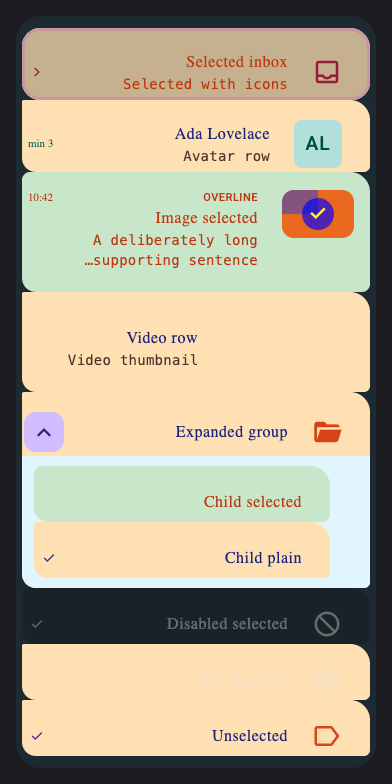 Selected inbox
Selected with icons
Ada Lovelace
AL
min 3
Avatar row
10:42
OVERLINE
Image selected
A deliberately long
…supporting sentence
Video row
Video thumbnail
Expanded group
Child selected
Child plain
Disabled selected
Unselected